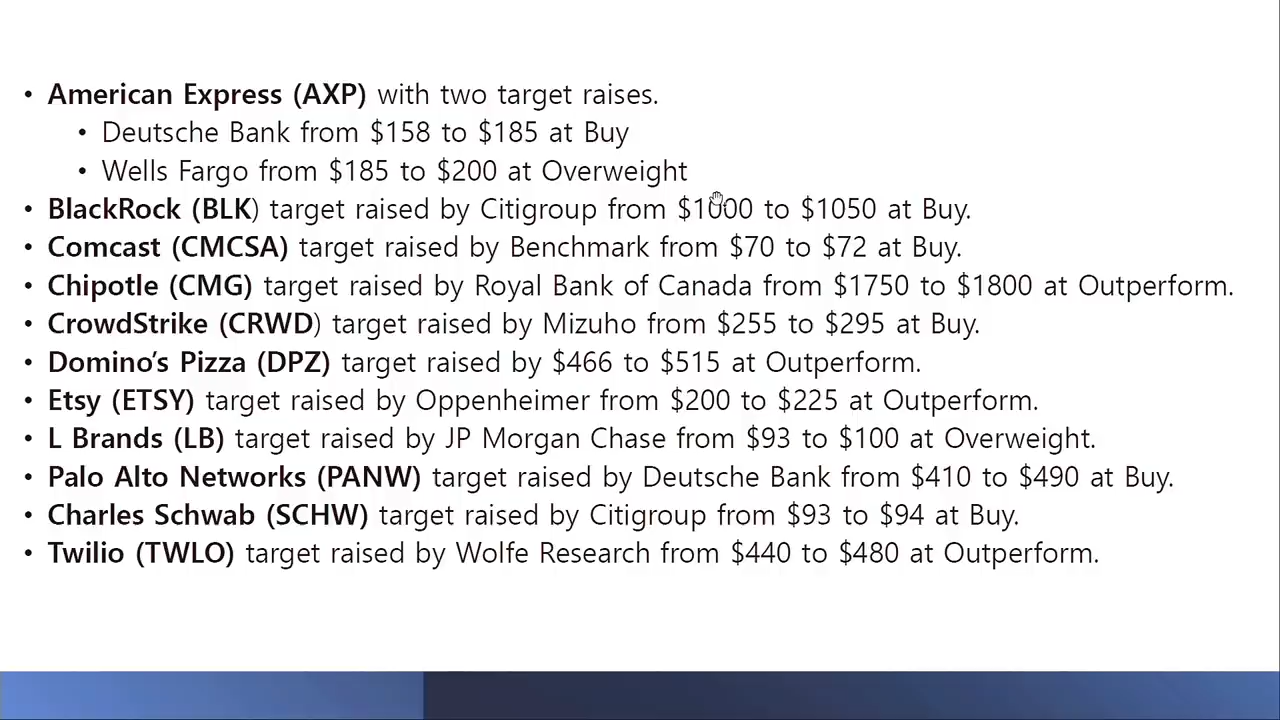 • American Express (AXP) with two target raises.
• Deutsche Bank from $158 to $185 at Buy
• Wells Fargo from $185 to $200 at Overweight
• BlackRock (BLK) target raised by Citigroup from $1000 to $1050 at Buy.
• Comcast (CMCSA) target raised by Benchmark from $70 to $72 at Buy.
• Chipotle (CMG) target raised by Royal Bank of Canada from $1750 to $1800 at Outperform.
• CrowdStrike (CRWD) target raised by Mizuho from $255 to $295 at Buy.
• Domino's Pizza (DPZ) target raised by $466 to $515 at Outperform.
• Etsy (ETSY) target raised by Oppenheimer from $200 to $225 at Outperform.
• L Brands (LB) target raised by JP Morgan Chase from $93 to $100 at Overweight.
• Palo Alto Networks (PANW) target raised by Deutsche Bank from $410 to $490 at Buy.
• Charles Schwab (SCHW) target raised by Citigroup from $93 to $94 at Buy.
• Twilio (TWLO) target raised by Wolfe Research from $440 to $480 at Outperform.